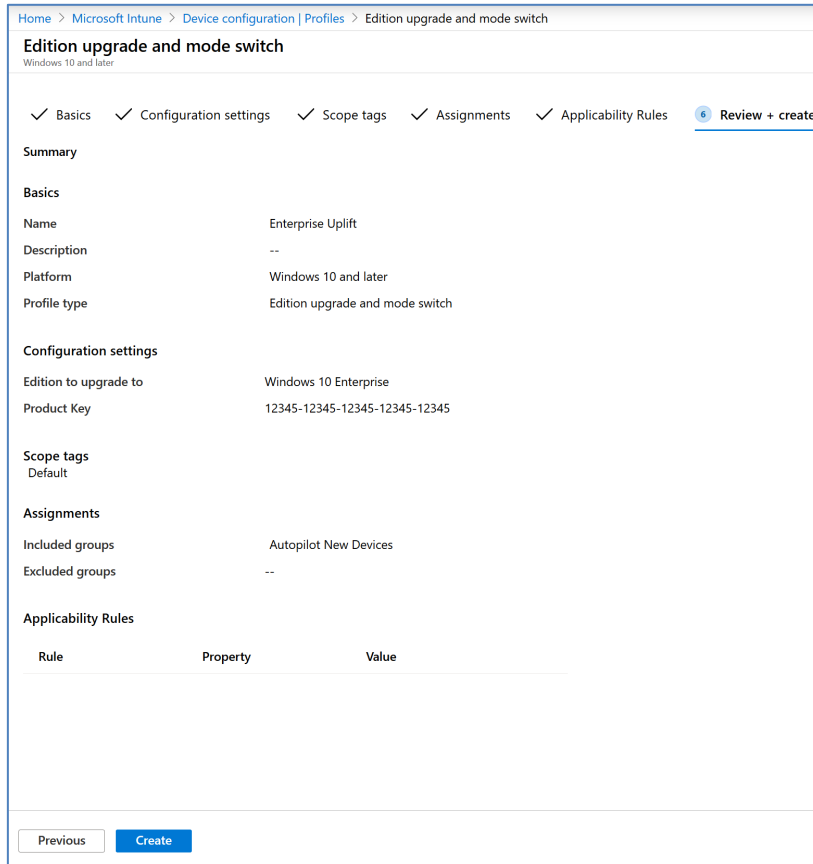 Home > Microsoft Intune > Device configuration | Profiles > Edition upgrade and mode switch
Edition upgrade and mode switch
Windows 10 and later
Basics Configuration settings Scope tags Assignments Applicability Rules 6 Review + create
Summary
Basics
Name Enterprise Uplift
Description --
Platform Windows 10 and later
Profile type Edition upgrade and mode switch
Configuration settings
Edition to upgrade to Windows 10 Enterprise
Product Key 12345-12345-12345-12345-12345
Scope tags
Default
Assignments
Included groups Autopilot New Devices
Excluded groups --
Applicability Rules
Rule Property Value
Previous Create